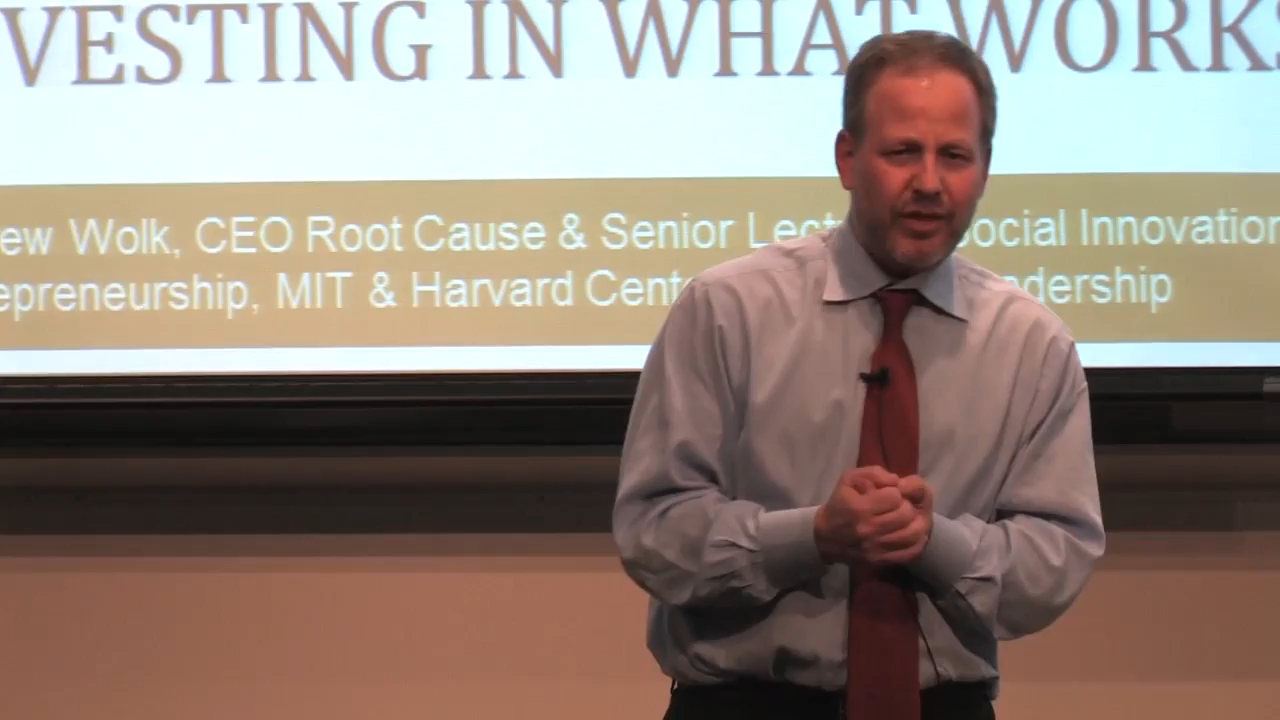 VESTING IN WHAT WORKS
ew Wolk, CEO Root Cause & Senior Lect ocial Innovation
epreneurship, MIT & Harvard Cent dership